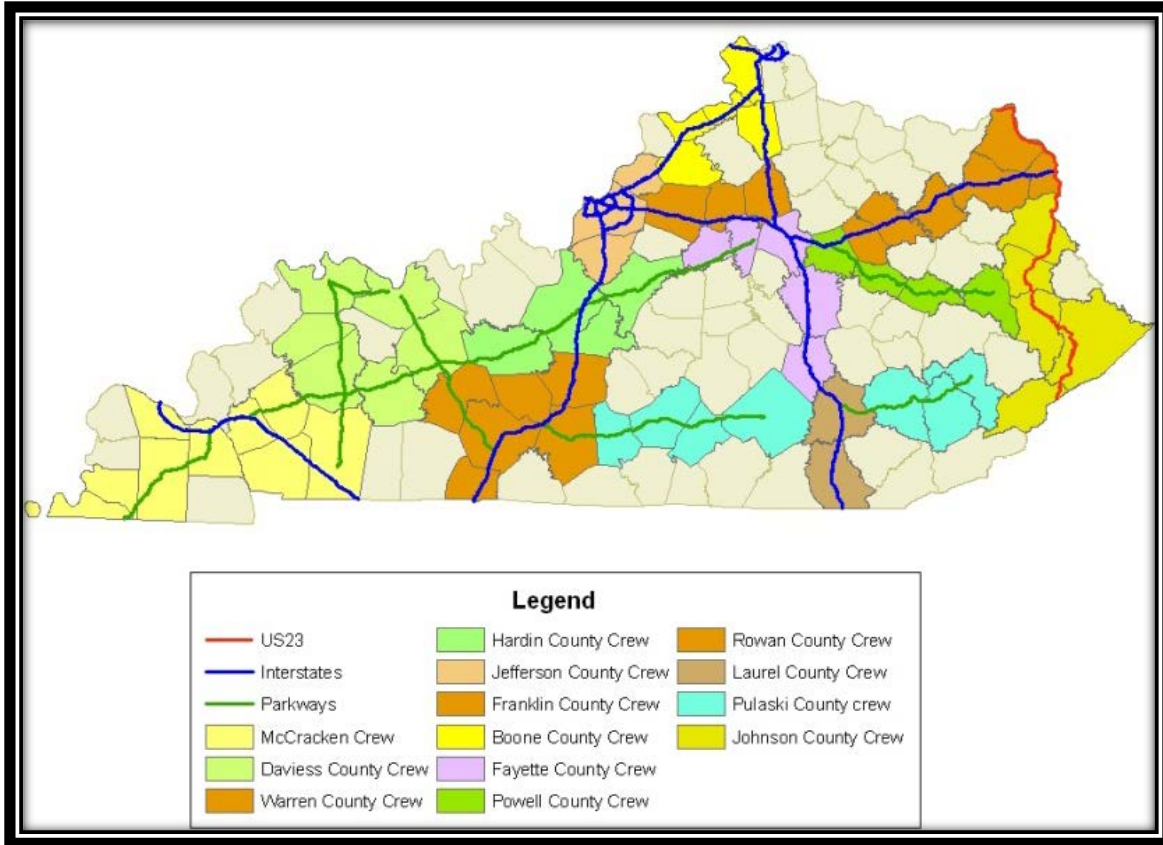 Legend
US23
Interstates
Parkways
McCracken Crew
Daviess County Crew
Warren County Crew
Hardin County Crew
Jefferson County Crew
Franklin County Crew
Boone County Crew
Fayette County Crew
Powell County Crew
Rowan County Crew
Laurel County Crew
Pulaski County crew
Johnson County Crew